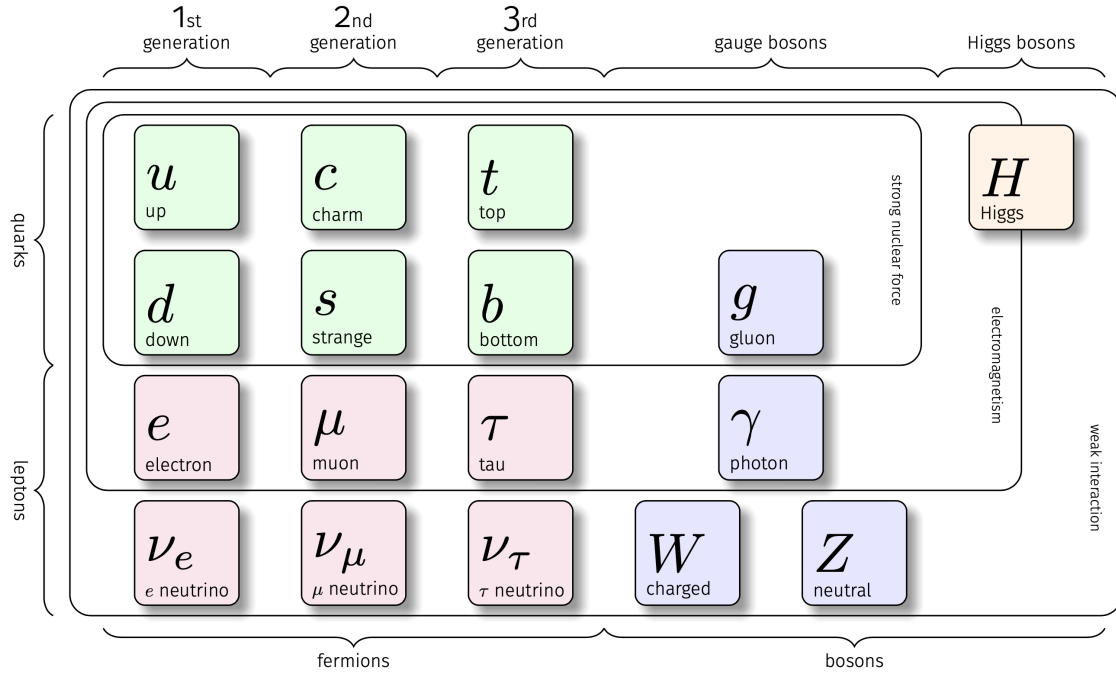 1st
generation
2nd
generation
3rd
generation
gauge bosons
Higgs bosons
quarks
u
up
c
charm
t
top
strong nuclear force
H
Higgs
d
down
s
strange
b
bottom
g
gluon
electromagnetism
leptons
e
electron
μ
muon
τ
tau
γ
photon
weak interaction
νe
e neutrino
νμ
μ neutrino
ντ
τ neutrino
W
charged
Z
neutral
fermions
bosons